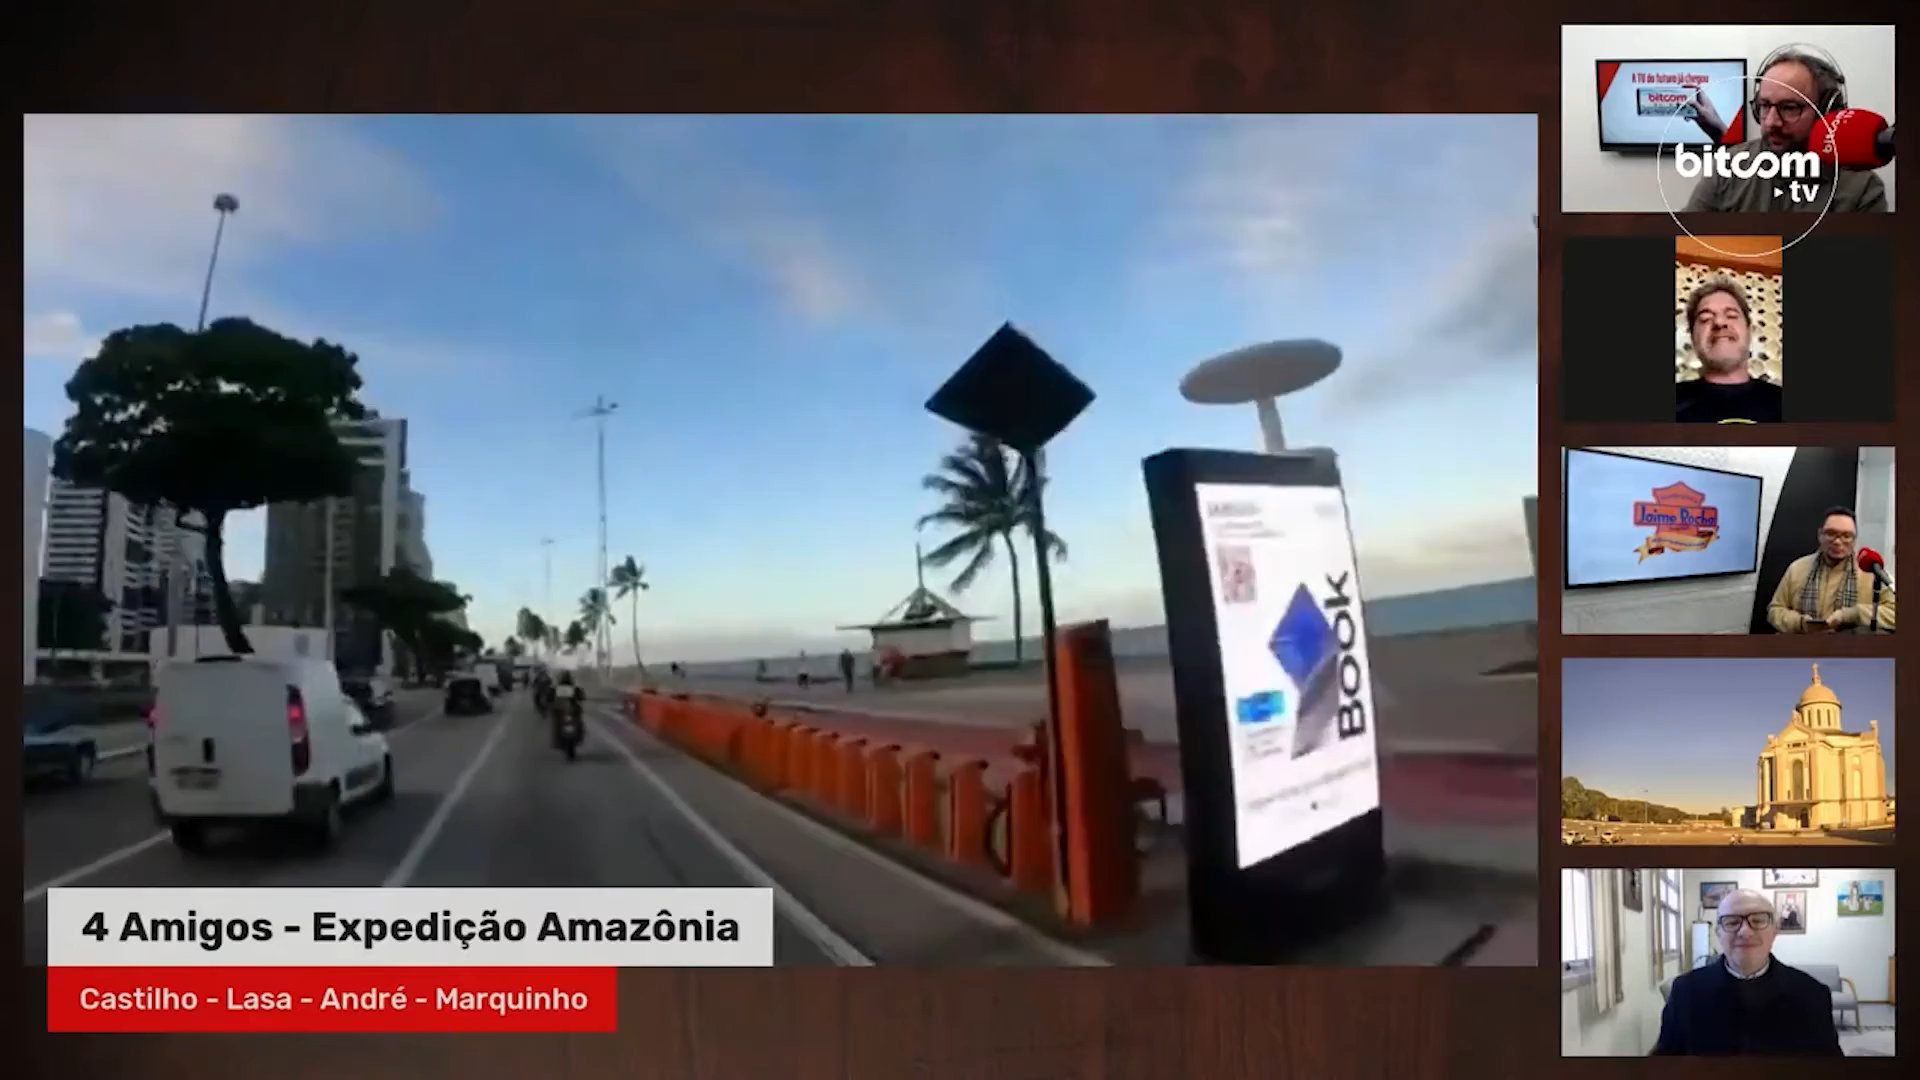 A TV do futuro já chegou
bitcom
bitcom
tv
Jaime Rocha
BOOK
4 Amigos - Expedição Amazônia
Castilho - Lasa - André - Marquinho